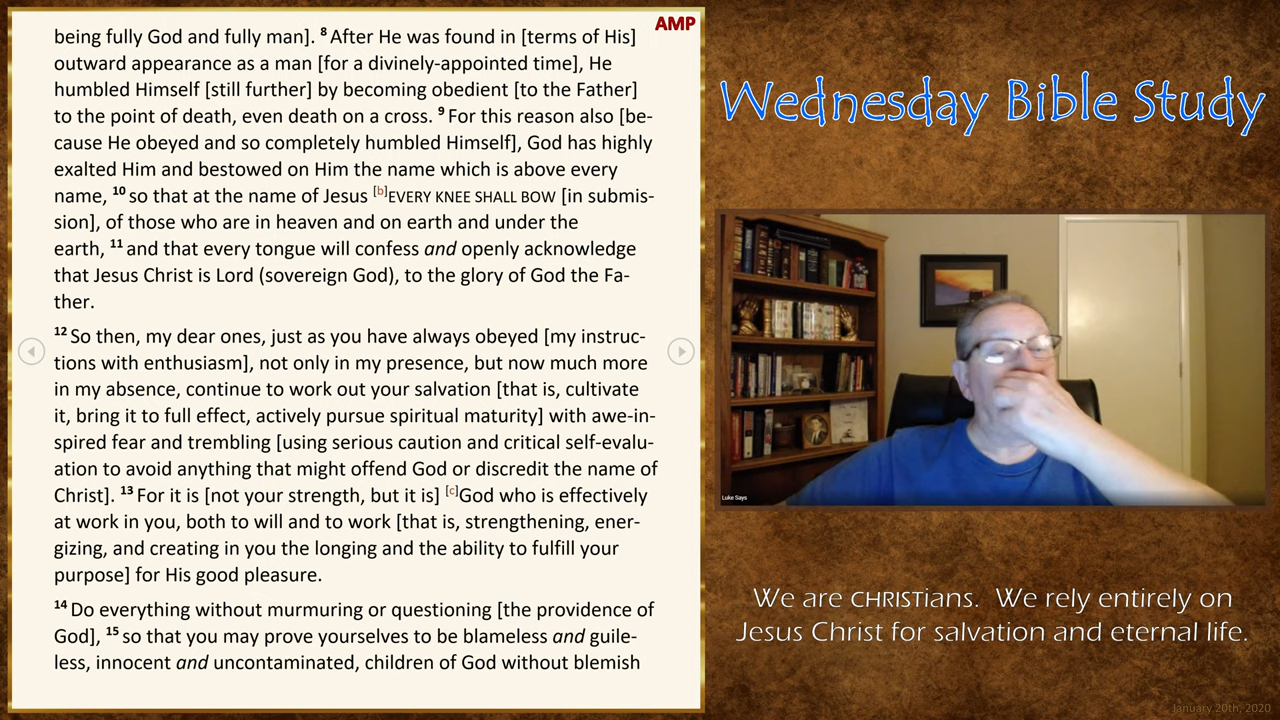 AMP
being fully God and fully man]. 8 After He was found in [terms of His]
outward appearance as a man [for a divinely-appointed time], He
humbled Himself [still further] by becoming obedient [to the Father]
to the point of death, even death on a cross. 9 For this reason also [be-
cause He obeyed and so completely humbled Himself], God has highly
exalted Him and bestowed on Him the name which is above every
name, 10 so that at the name of Jesus [b]EVERY KNEE SHALL BOW [in submis-
sion], of those who are in heaven and on earth and under the
earth, 11 and that every tongue will confess and openly acknowledge
that Jesus Christ is Lord (sovereign God), to the glory of God the Fa-
ther.
12 So then, my dear ones, just as you have always obeyed [my instruc-
tions with enthusiasm], not only in my presence, but now much more
in my absence, continue to work out your salvation [that is, cultivate
it, bring it to full effect, actively pursue spiritual maturity] with awe-in-
spired fear and trembling [using serious caution and critical self-evalu-
ation to avoid anything that might offend God or discredit the name of
Christ]. 13 For it is [not your strength, but it is] [c]God who is effectively
at work in you, both to will and to work [that is, strengthening, ener-
gizing, and creating in you the longing and the ability to fulfill your
purpose] for His good pleasure.
14 Do everything without murmuring or questioning [the providence of
God], 15 so that you may prove yourselves to be blameless and guile-
less, innocent and uncontaminated, children of God without blemish
Wednesday Bible Study
Luke Says
We are CHRISTians. We rely entirely on
Jesus Christ for salvation and eternal life.
January 20th, 2020